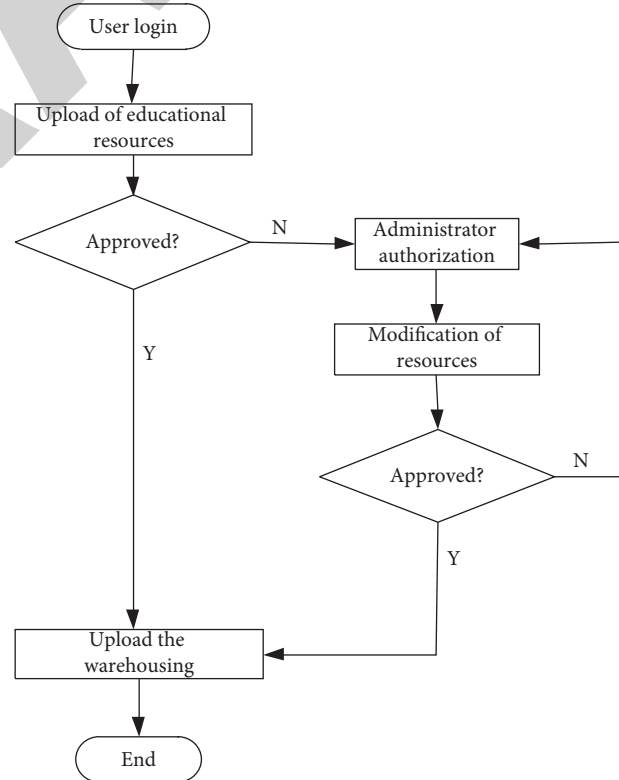 User login
Upload of educational
resources
Approved?
N
Administrator
authorization
Modification of
resources
Y
Approved?
N
Y
Upload the
warehousing
End